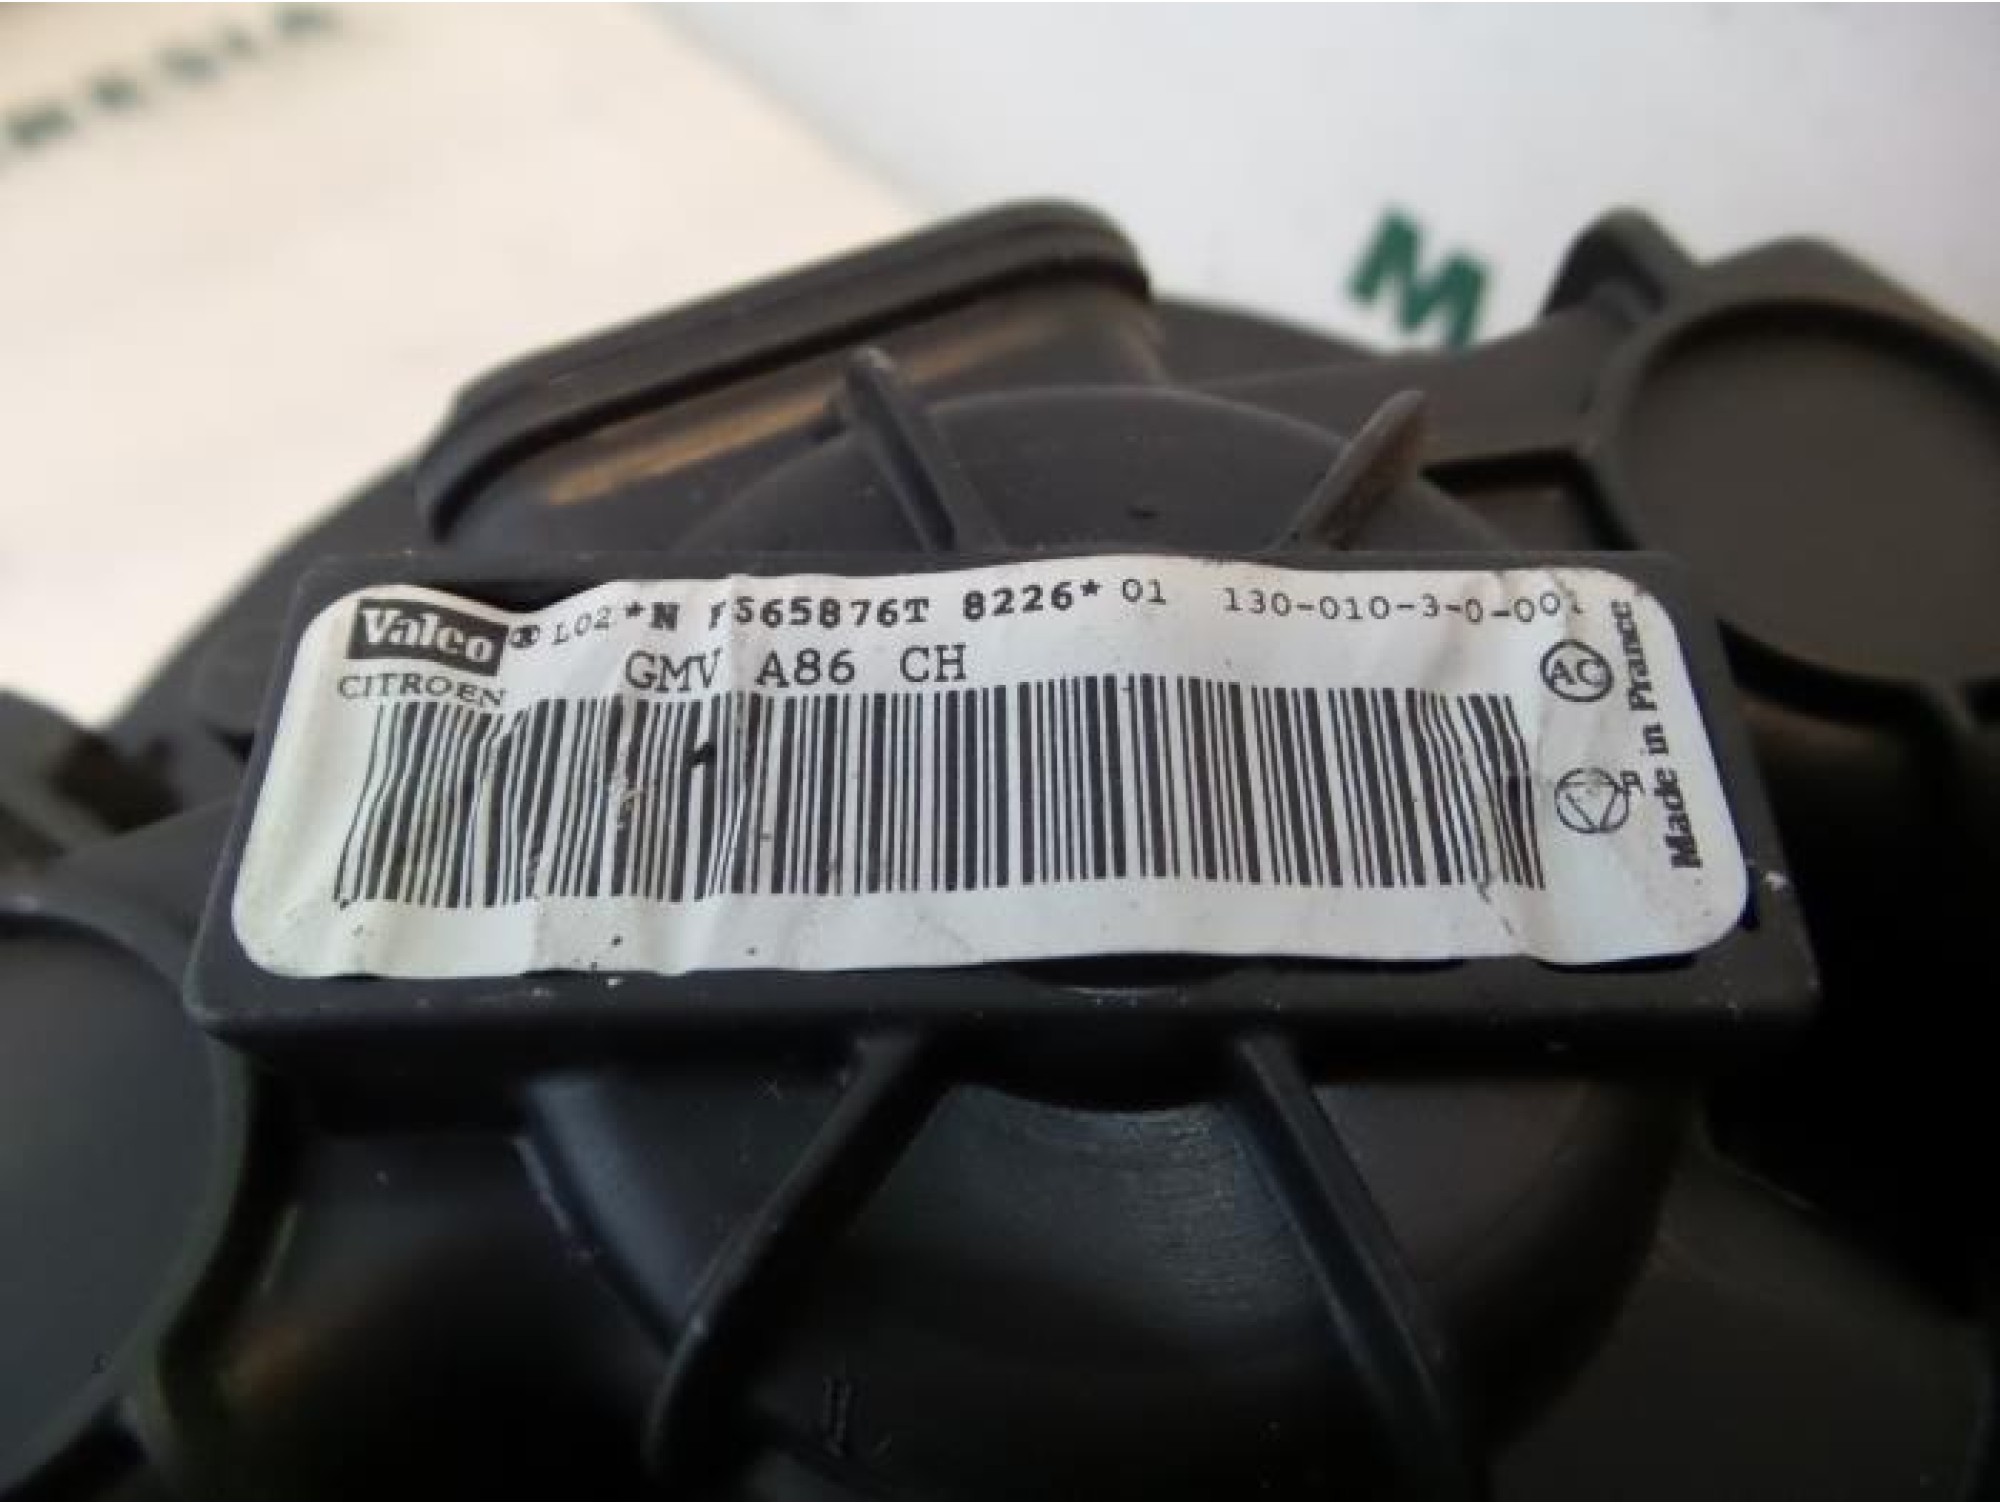 M
Valeo® L02 *N F565876T 8226* 01 130-010-3-0-001
CITROEN GMV A86 CH
AC
Made in France